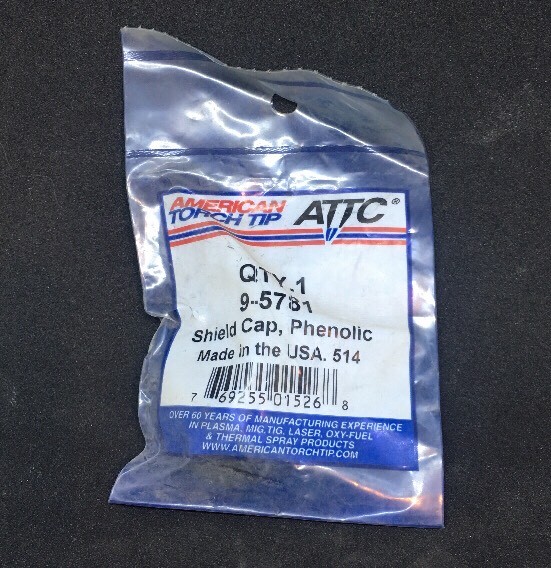 AMERICAN
TORCH TIP ATTC®
QTY.1
9-5781
Shield Cap, Phenolic
Made in the USA. 514
7 69255 01526 8
OVER 60 YEARS OF MANUFACTURING EXPERIENCE
IN PLASMA, MIG,TIG, LASER, OXY-FUEL
& THERMAL SPRAY PRODUCTS
WWW.AMERICANTORCHTIP.COM